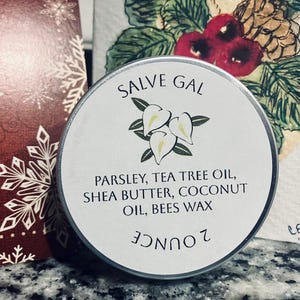 SALVE GAL
PARSLEY, TEA TREE OIL,
SHEA BUTTER, COCONUT
OIL, BEES WAX
2 OUNCE